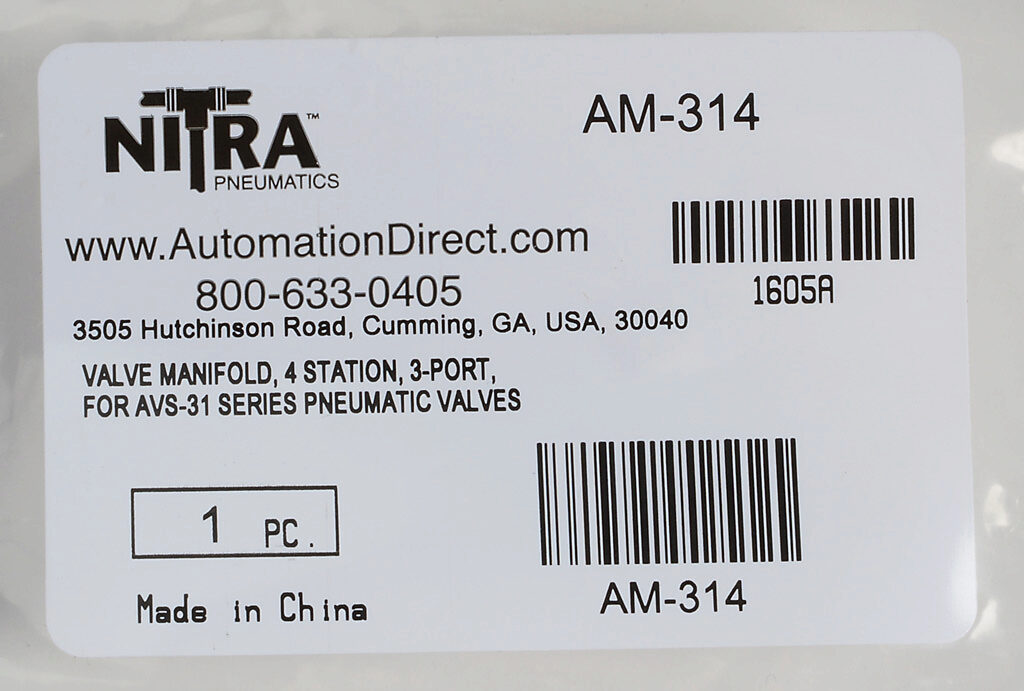 NITRA™
PNEUMATICS
AM-314
www.AutomationDirect.com
800-633-0405
3505 Hutchinson Road, Cumming, GA, USA, 30040
1605A
VALVE MANIFOLD, 4 STATION, 3-PORT,
FOR AVS-31 SERIES PNEUMATIC VALVES
1 PC.
Made in China
AM-314